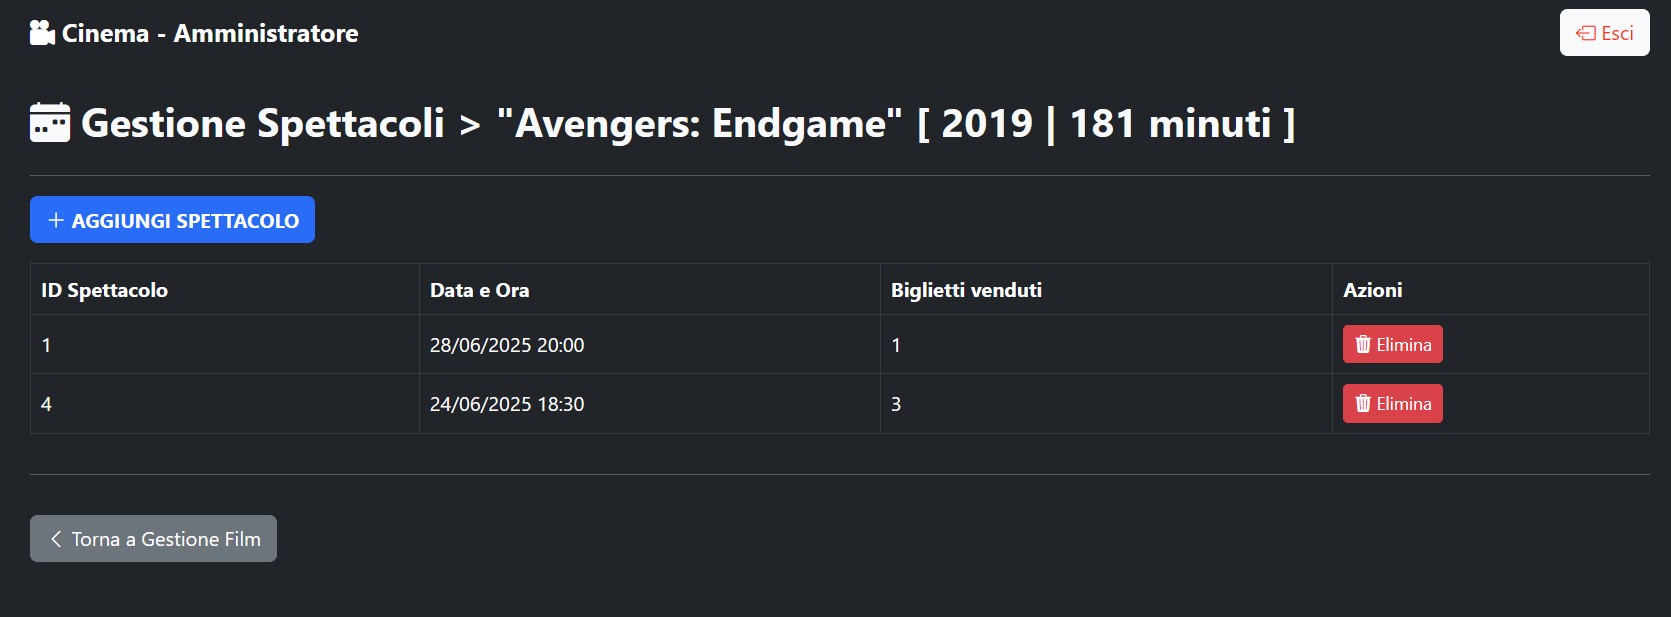 Cinema - Amministratore
Esci
Gestione Spettacoli > "Avengers: Endgame" [ 2019 | 181 minuti ]
+ AGGIUNGI SPETTACOLO
ID Spettacolo Data e Ora Biglietti venduti Azioni
1 28/06/2025 20:00 1 Elimina
4 24/06/2025 18:30 3 Elimina
Torna a Gestione Film